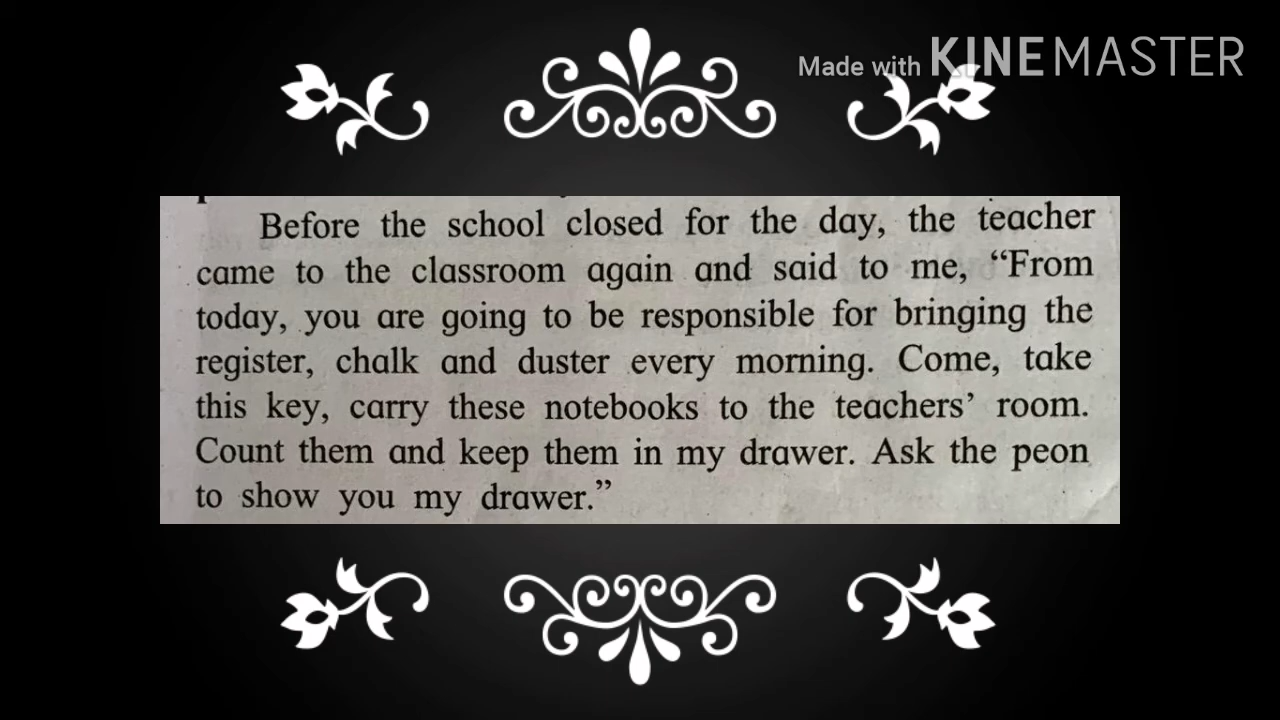 Made with KINEMASTER
Before the school closed for the day, the teacher
came to the classroom again and said to me, “From
today, you are going to be responsible for bringing the
register, chalk and duster every morning. Come, take
this key, carry these notebooks to the teachers’ room.
Count them and keep them in my drawer. Ask the peon
to show you my drawer.”